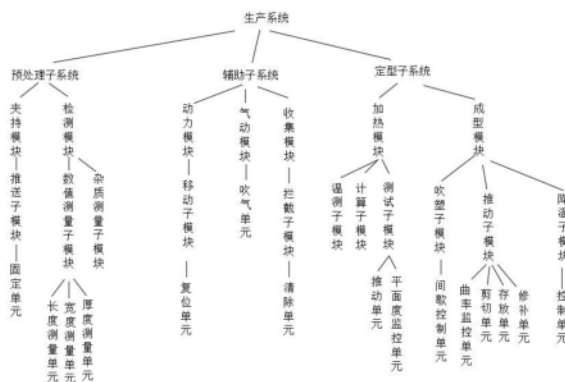 生产系统
预处理子系统
辅助子系统
定型子系统
夹持模块
检测模块
动力模块
气动模块
收集模块
加热模块
成型模块
推送子模块
数值测量子模块
杂质测量子模块
移动子模块
吹气单元
拦截子模块
温测子模块
计算子模块
测试子模块
吹塑子模块
推动子模块
降温子模块
固定单元
长度测量单元
宽度测量单元
厚度测量单元
复位单元
清除单元
推动单元
平面度监控单元
间歇控制单元
曲率监控单元
剪切单元
存放单元
修补单元
控制单元